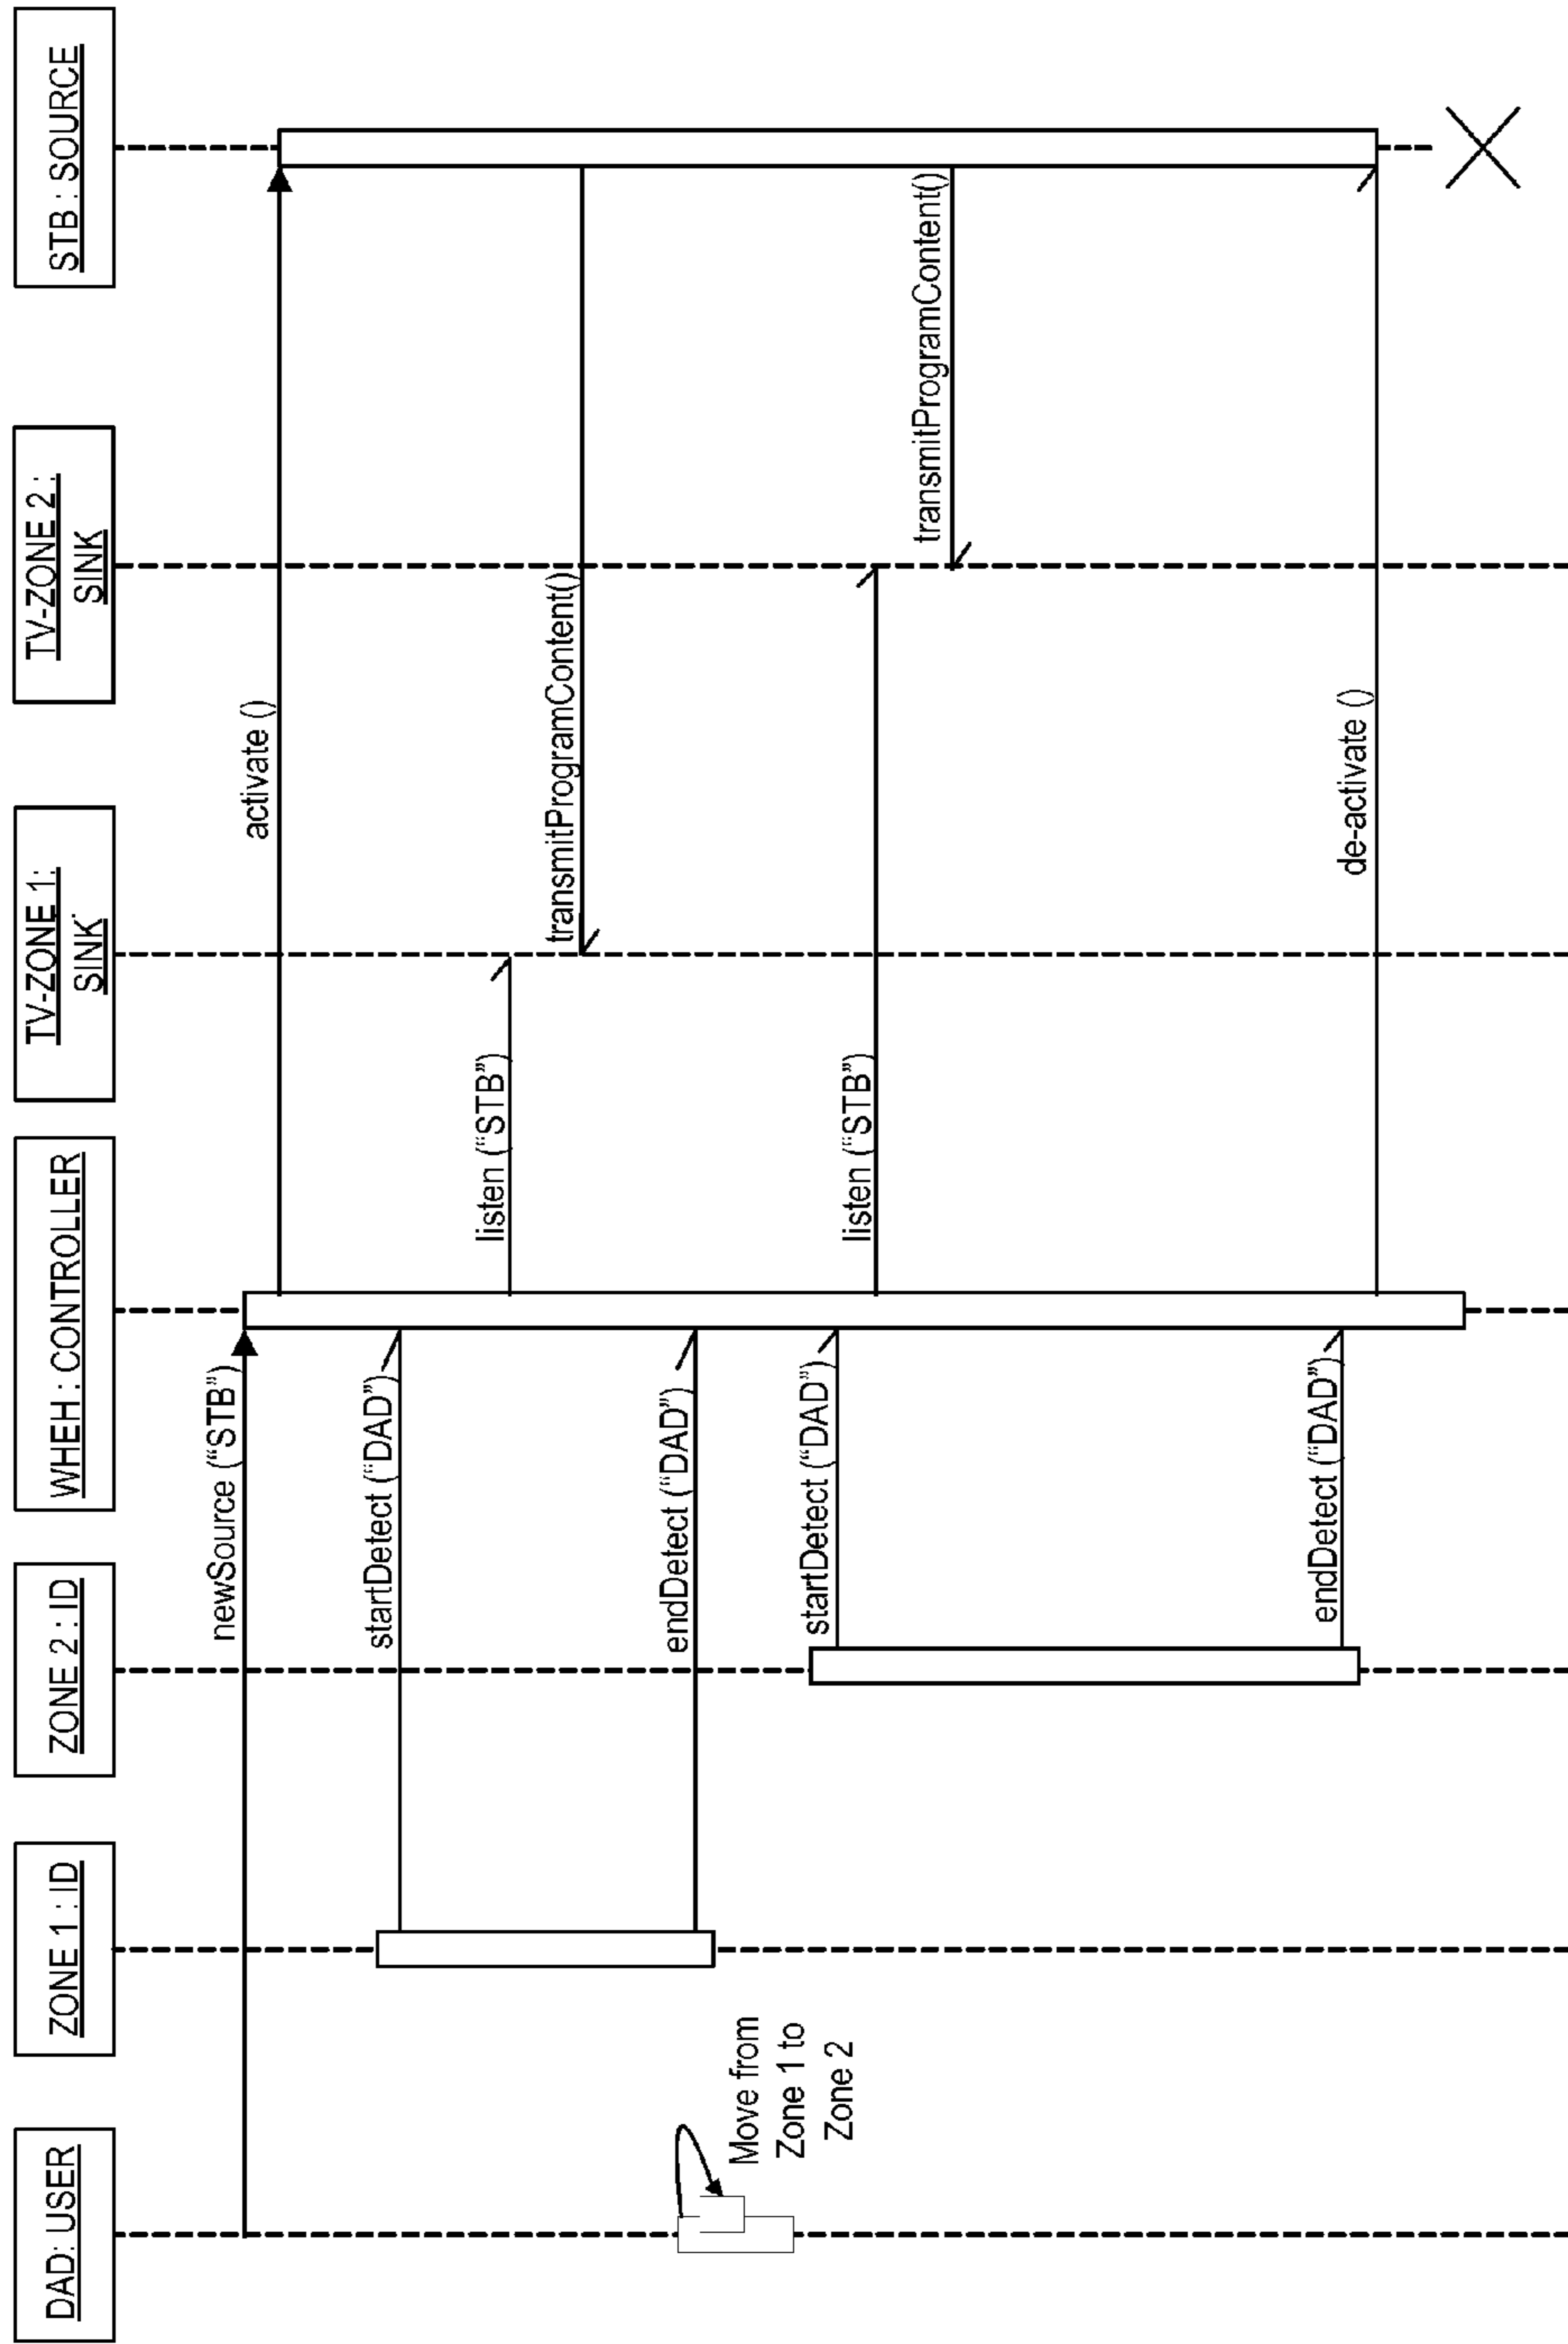 DAD: USER
ZONE 1 : ID
ZONE 2 : ID
WHEH : CONTROLLER
TV-ZONE 1:
SINK
TV-ZONE 2 :
SINK
STB : SOURCE
newSource (“STB”)
activate ()
startDetect (“DAD”)
listen (“STB”)
transmitProgramContent()
endDetect (“DAD”)
Move from
Zone 1 to
Zone 2
startDetect (“DAD”)
listen (“STB”)
transmitProgramContent()
endDetect (“DAD”)
de-activate ()